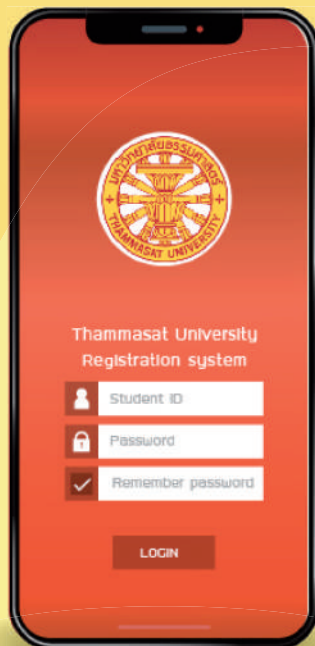 มหาวิทยาลัยธรรมศาสตร์
THAMMASAT UNIVERSITY
Thammasat University
Registration system
Student ID
Password
Remember password
LOGIN